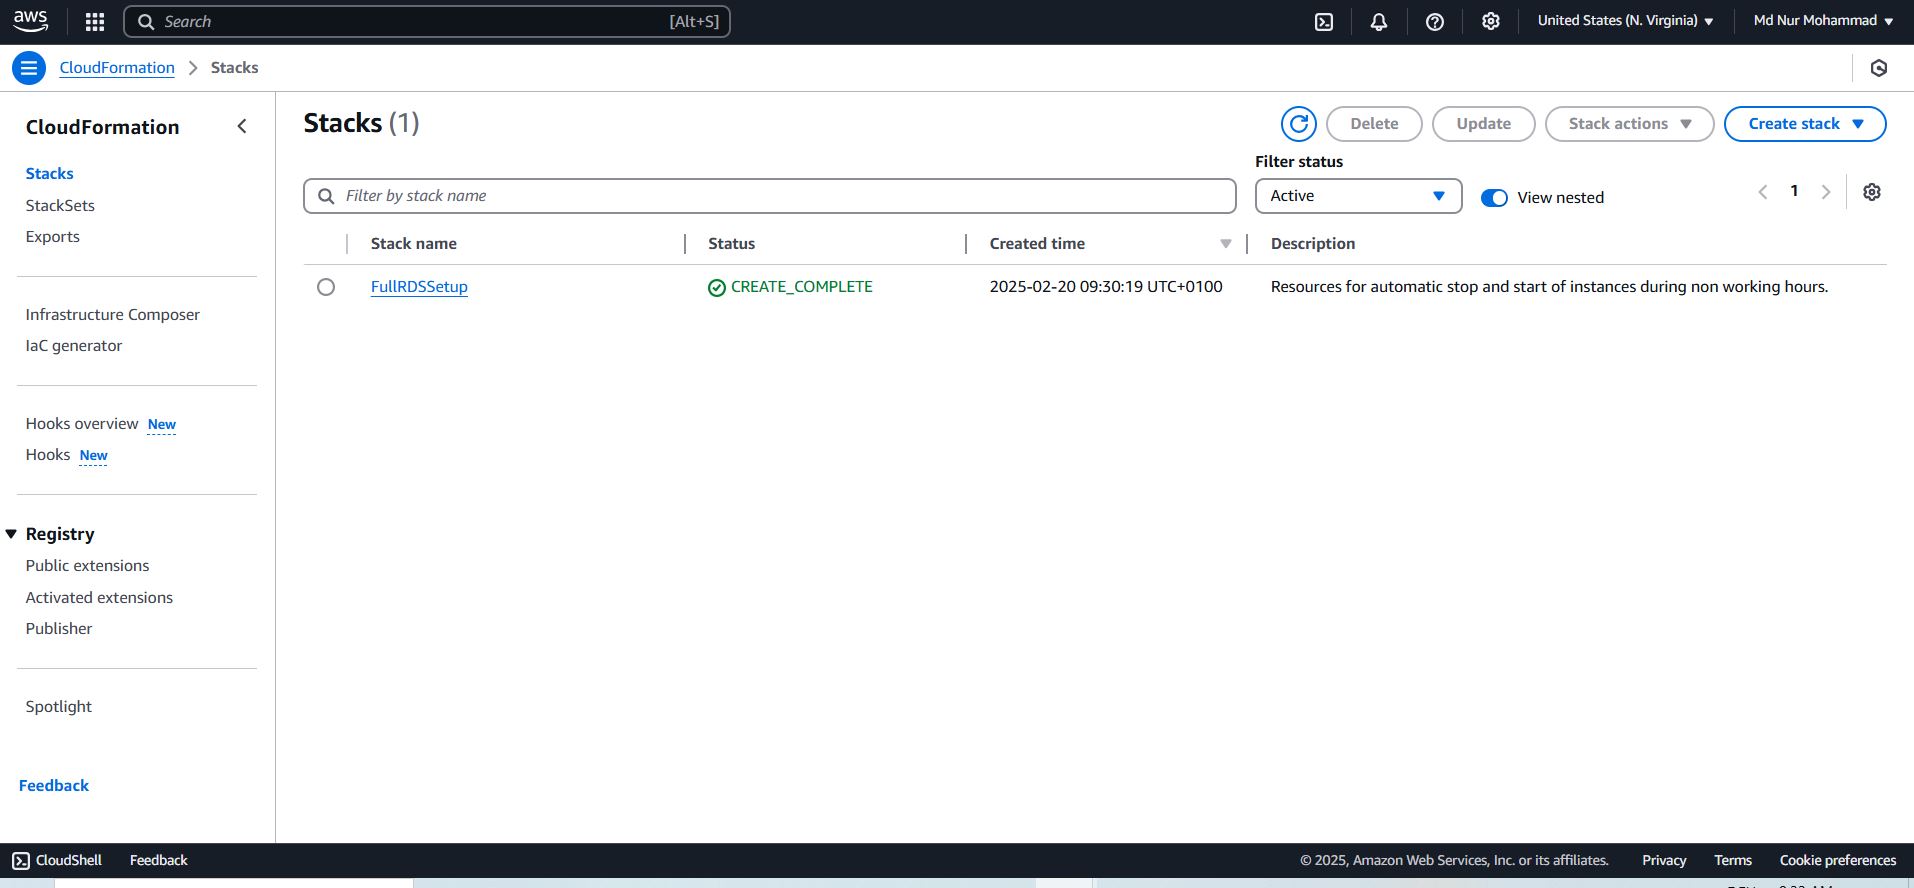 aws
Search [Alt+S]
United States (N. Virginia)
Md Nur Mohammad
CloudFormation > Stacks
CloudFormation
Stacks
StackSets
Exports
Infrastructure Composer
IaC generator
Hooks overview New
Hooks New
Registry
Public extensions
Activated extensions
Publisher
Spotlight
Feedback
Stacks (1)
Delete
Update
Stack actions
Create stack
Filter status
Filter by stack name
Active
View nested
1
Stack name Status Created time Description
FullRDSSetup CREATE_COMPLETE 2025-02-20 09:30:19 UTC+0100 Resources for automatic stop and start of instances during non working hours.
CloudShell Feedback © 2025, Amazon Web Services, Inc. or its affiliates. Privacy Terms Cookie preferences